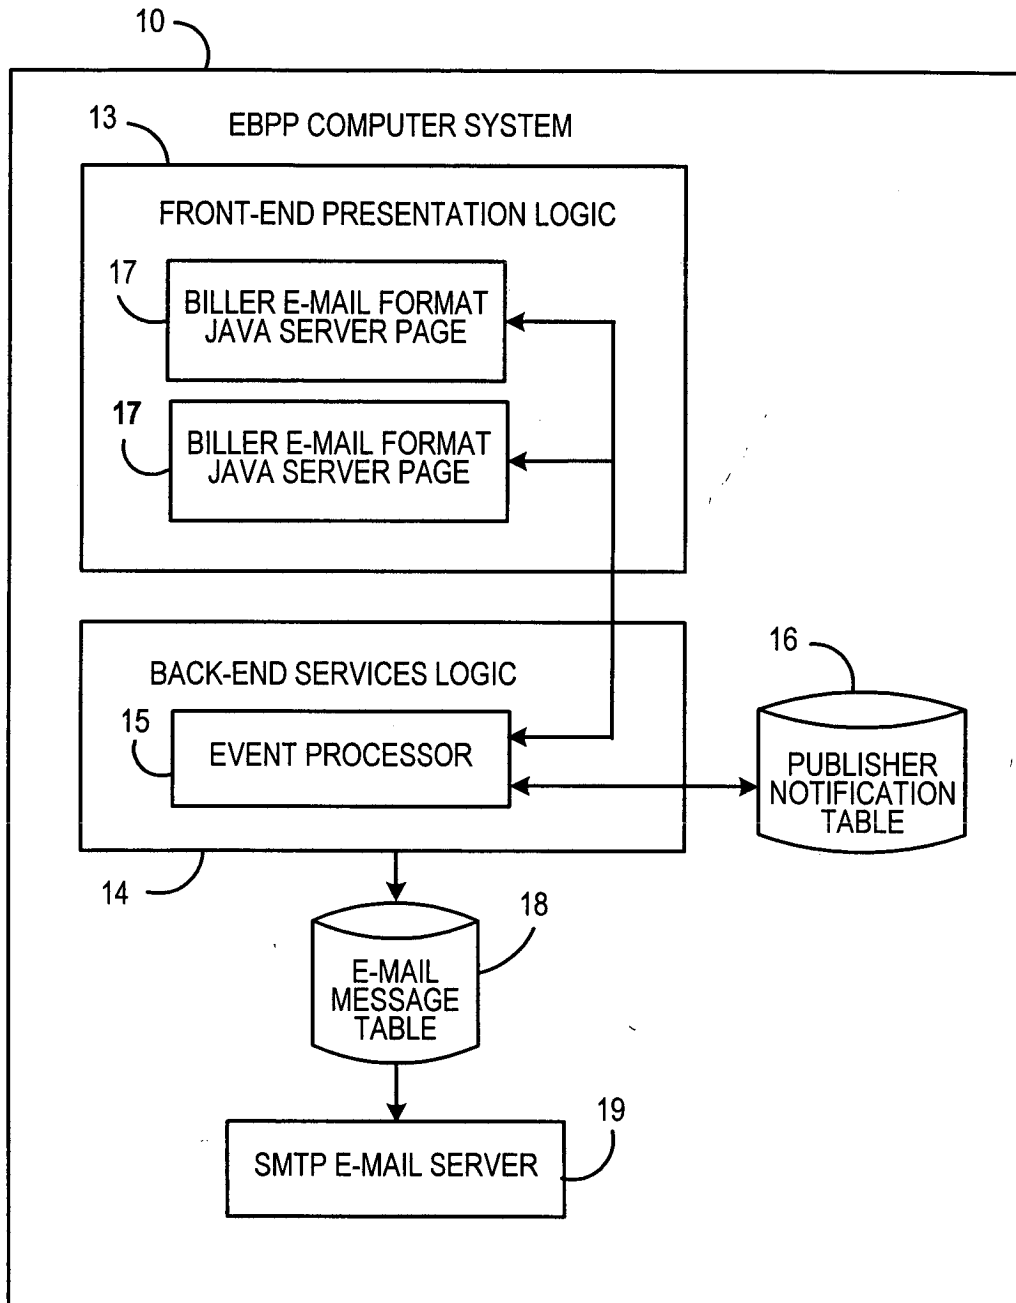 10
EBPP COMPUTER SYSTEM
13
FRONT-END PRESENTATION LOGIC
17
BILLER E-MAIL FORMAT
JAVA SERVER PAGE
17
BILLER E-MAIL FORMAT
JAVA SERVER PAGE
BACK-END SERVICES LOGIC
15
EVENT PROCESSOR
16
PUBLISHER
NOTIFICATION
TABLE
14
18
E-MAIL
MESSAGE
TABLE
19
SMTP E-MAIL SERVER